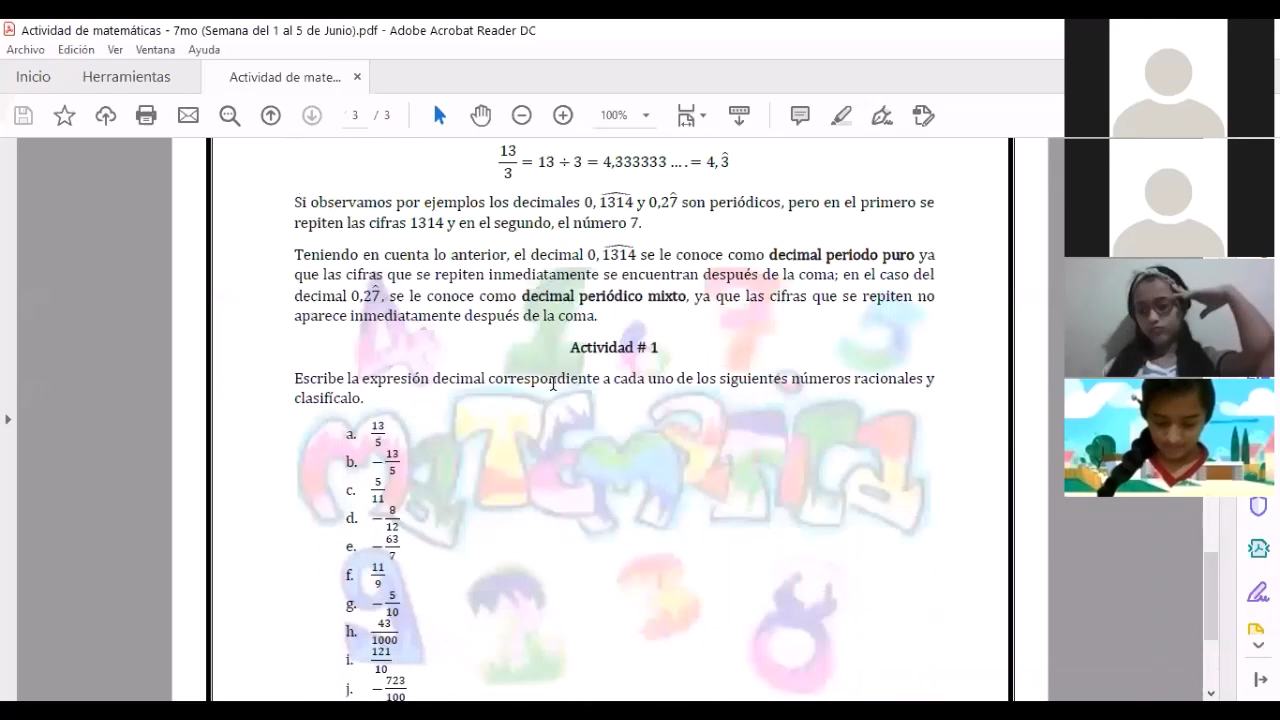 Actividad de matemáticas - 7mo (Semana del 1 al 5 de Junio).pdf - Adobe Acrobat Reader DC
Archivo Edición Ver Ventana Ayuda
Inicio Herramientas Actividad de mate... ×
3 / 3 100%
13/3 = 13 ÷ 3 = 4,333333 .... = 4, 3̂
Si observamos por ejemplos los decimales 0, 1314 y 0,27̂ son periódicos, pero en el primero se
repiten las cifras 1314 y en el segundo, el número 7.
Teniendo en cuenta lo anterior, el decimal 0, 1314 se le conoce como decimal periodo puro ya
que las cifras que se repiten inmediatamente se encuentran después de la coma; en el caso del
decimal 0,27̂, se le conoce como decimal periódico mixto, ya que las cifras que se repiten no
aparece inmediatamente después de la coma.
Actividad # 1
Escribe la expresión decimal correspondiente a cada uno de los siguientes números racionales y
clasifícalo.
a. 13/5
b. −13/5
c. 5/11
d. −8/12
e. −63/7
f. 11/9
g. −5/10
h. 43/1000
i. 121/10
j. −723/100
Matemática